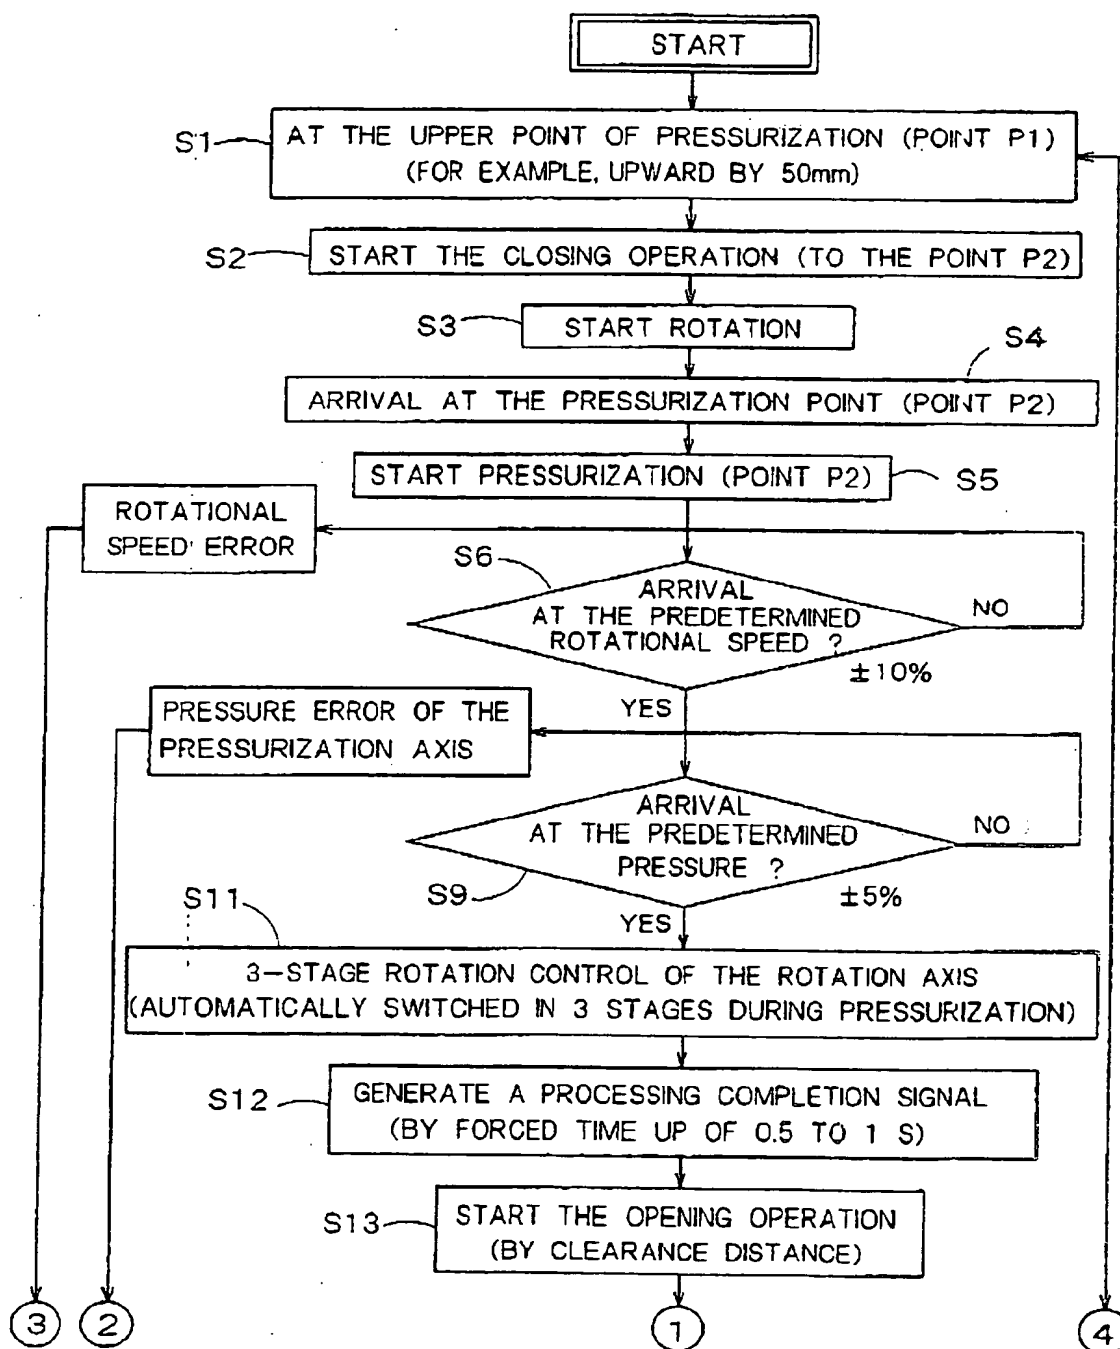 START
S1
AT THE UPPER POINT OF PRESSURIZATION (POINT P1)
(FOR EXAMPLE, UPWARD BY 50mm)
S2
START THE CLOSING OPERATION (TO THE POINT P2)
S3
START ROTATION
S4
ARRIVAL AT THE PRESSURIZATION POINT (POINT P2)
START PRESSURIZATION (POINT P2)
S5
ROTATIONAL
SPEED ERROR
S6
ARRIVAL
AT THE PREDETERMINED
ROTATIONAL SPEED ?
NO
±10%
YES
PRESSURE ERROR OF THE
PRESSURIZATION AXIS
ARRIVAL
AT THE PREDETERMINED
PRESSURE ?
NO
S9
±5%
YES
S11
3-STAGE ROTATION CONTROL OF THE ROTATION AXIS
(AUTOMATICALLY SWITCHED IN 3 STAGES DURING PRESSURIZATION)
S12
GENERATE A PROCESSING COMPLETION SIGNAL
(BY FORCED TIME UP OF 0.5 TO 1 S)
S13
START THE OPENING OPERATION
(BY CLEARANCE DISTANCE)
3
2
1
4